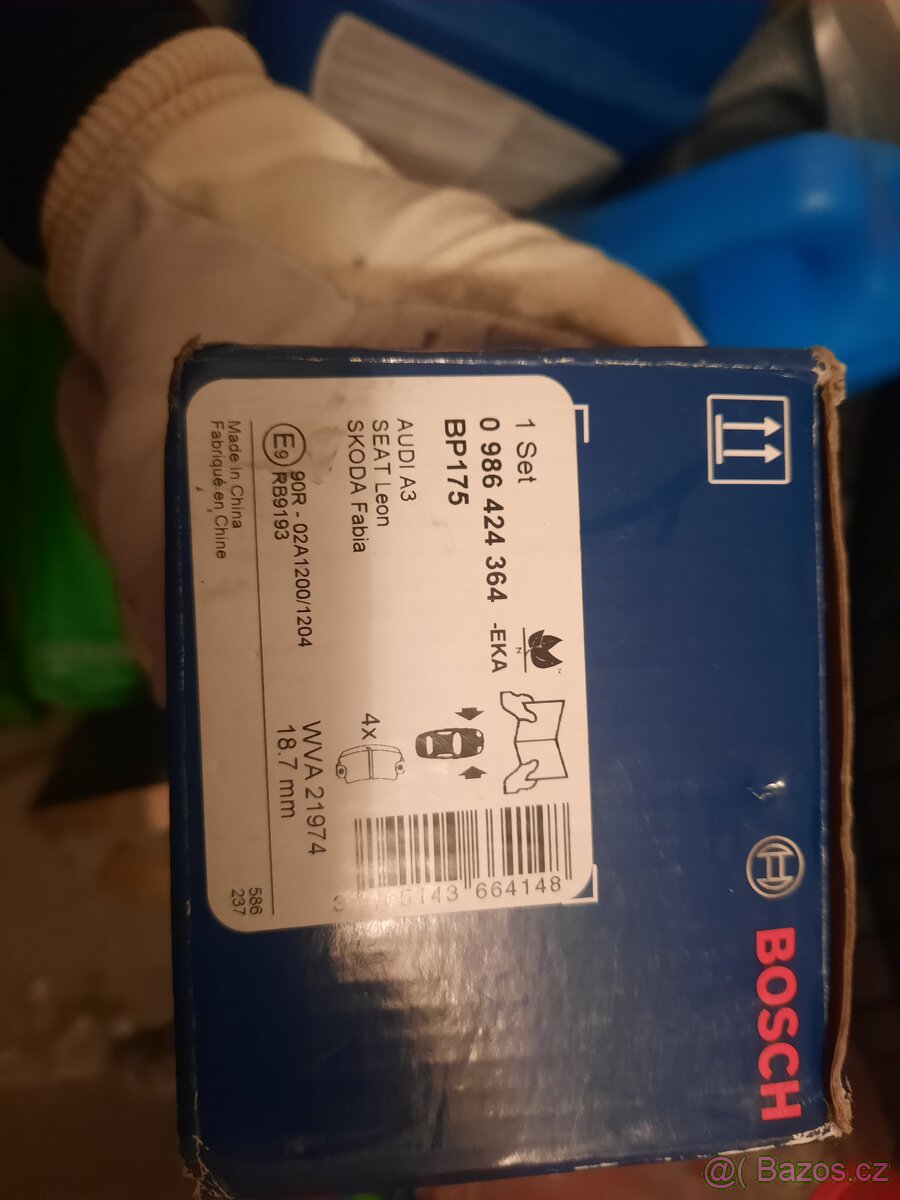 1 Set
0 986 424 364 -EKA
BP175
N
AUDI A3
SEAT Leon
SKODA Fabia
4x
E9 90R - 02A1200/1204
RB9193
WVA 21974
18.7 mm
Made in China
Fabriqué en Chine
586
237
664148
BOSCH
@( Bazos.cz